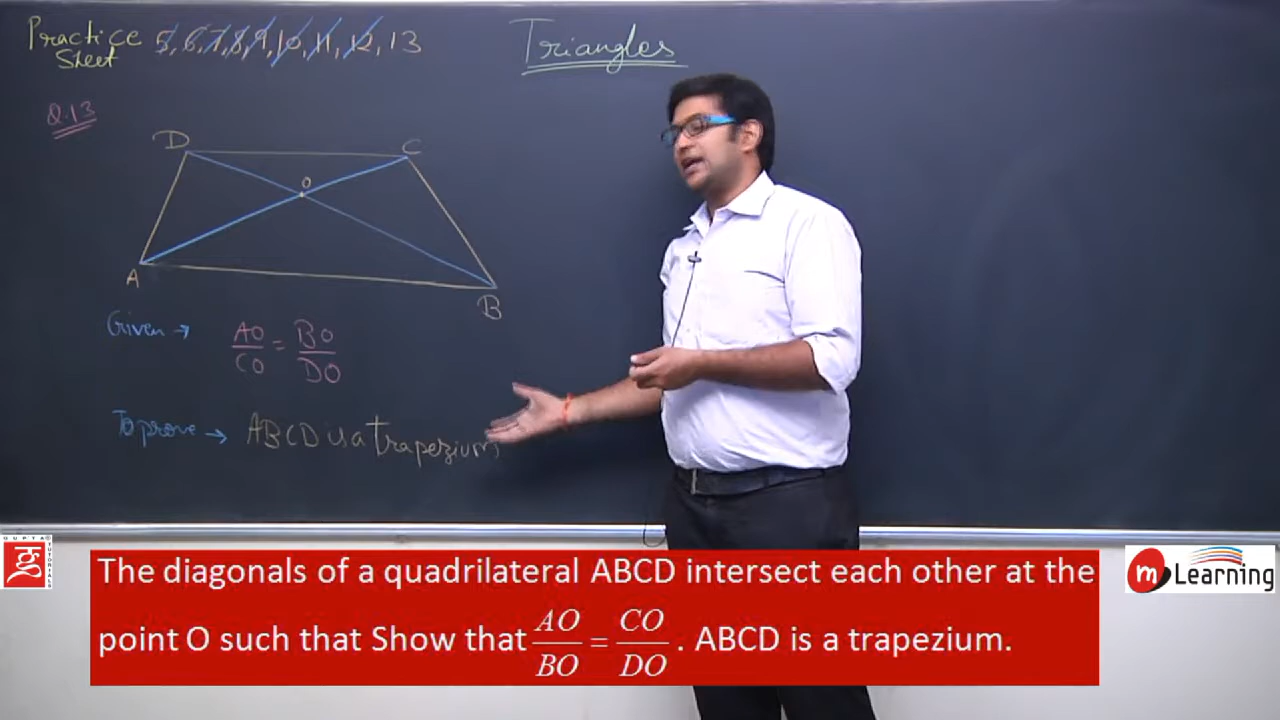 Practice 5, 6, 7, 8, 9, 10, 11, 12, 13
Sheet
Triangles
Q.13
D C
O
A
B
Given → AO/CO = BO/DO
To prove → ABCD is a trapezium
GUPTA TUTORIALS
m Learning
The diagonals of a quadrilateral ABCD intersect each other at the
point O such that Show that AO/BO = CO/DO . ABCD is a trapezium.